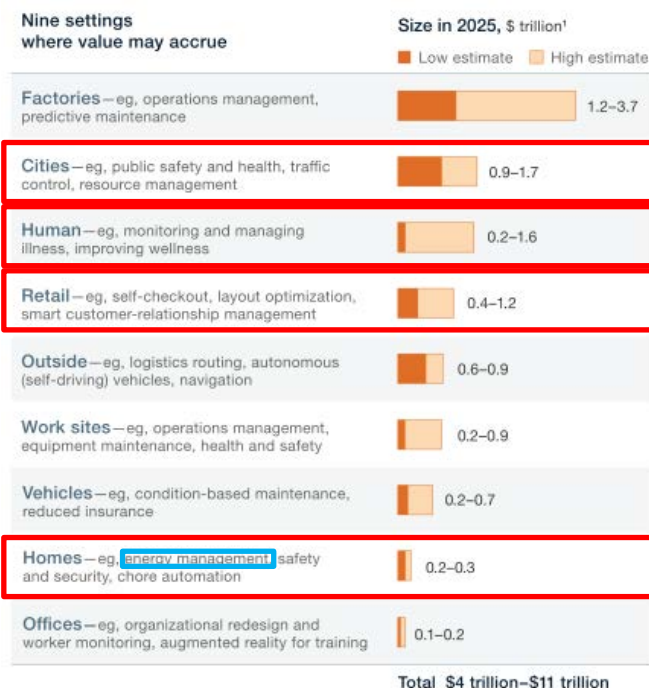 Nine settings
where value may accrue
Size in 2025, $ trillion¹
Low estimate High estimate
Factories—eg, operations management,
predictive maintenance
1.2–3.7
Cities—eg, public safety and health, traffic
control, resource management
0.9–1.7
Human—eg, monitoring and managing
illness, improving wellness
0.2–1.6
Retail—eg, self-checkout, layout optimization,
smart customer-relationship management
0.4–1.2
Outside—eg, logistics routing, autonomous
(self-driving) vehicles, navigation
0.6–0.9
Work sites—eg, operations management,
equipment maintenance, health and safety
0.2–0.9
Vehicles—eg, condition-based maintenance,
reduced insurance
0.2–0.7
Homes—eg, energy management, safety
and security, chore automation
0.2–0.3
Offices—eg, organizational redesign and
worker monitoring, augmented reality for training
0.1–0.2
Total $4 trillion–$11 trillion